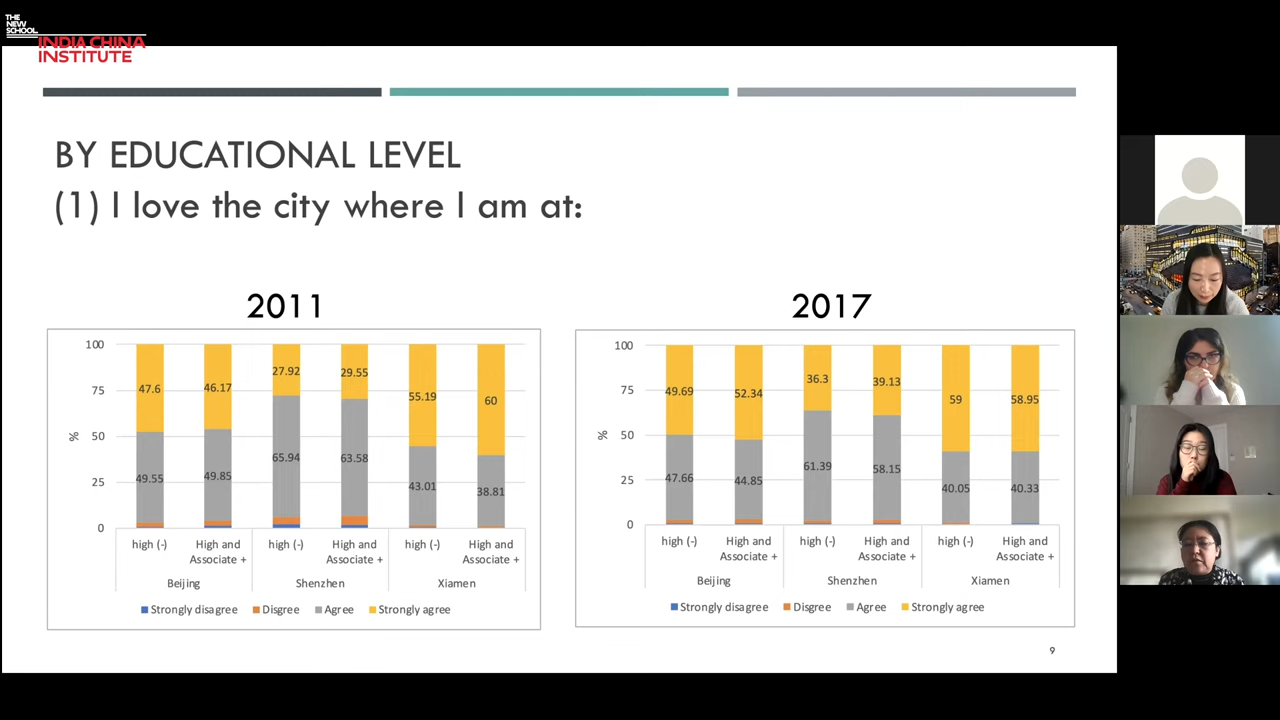 THE
NEW
SCHOOL
INDIA CHINA
INSTITUTE
BY EDUCATIONAL LEVEL
(1) I love the city where I am at:
2011
100
75
50
25
0
%
47.6
46.17
27.92
29.55
55.19
60
49.55
49.85
65.94
63.58
43.01
38.81
high (-)
High and
Associate +
high (-)
High and
Associate +
high (-)
High and
Associate +
Beijing
Shenzhen
Xiamen
Strongly disagree
Disgree
Agree
Strongly agree
2017
100
75
50
25
0
%
49.69
52.34
36.3
39.13
59
58.95
47.66
44.85
61.39
58.15
40.05
40.33
high (-)
High and
Associate +
high (-)
High and
Associate +
high (-)
High and
Associate +
Beijing
Shenzhen
Xiamen
Strongly disagree
Disgree
Agree
Strongly agree
9